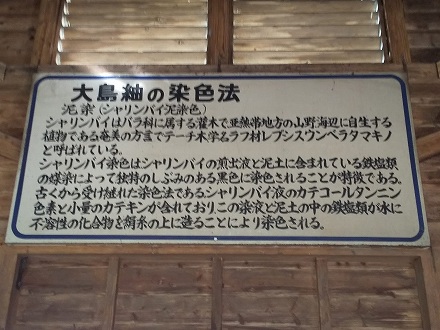 大島紬の染色法
泥染(シャリンバイ泥染色)
シャリンバイはバラ科に属する灌木で亜熱帯地方の山野海辺に自生する
植物である奄美の方言でテーチ木学名ラフ材レプシスウンベラタマキノ
と呼ばれている。
シャリンバイ染色はシャリンバイの煎出液と泥土に含まれている鉄塩類
の媒染によって独特のしぶみのある黒色に染色されることが特徴である。
古くから受け継れた染色法であるシャリンバイ液のカテコールタンニン
色素と小量のカテキンが含れておりこの染液と泥土の中の鉄塩類が水に
不溶性の化合物を絹糸の上に造ることにより染色される。